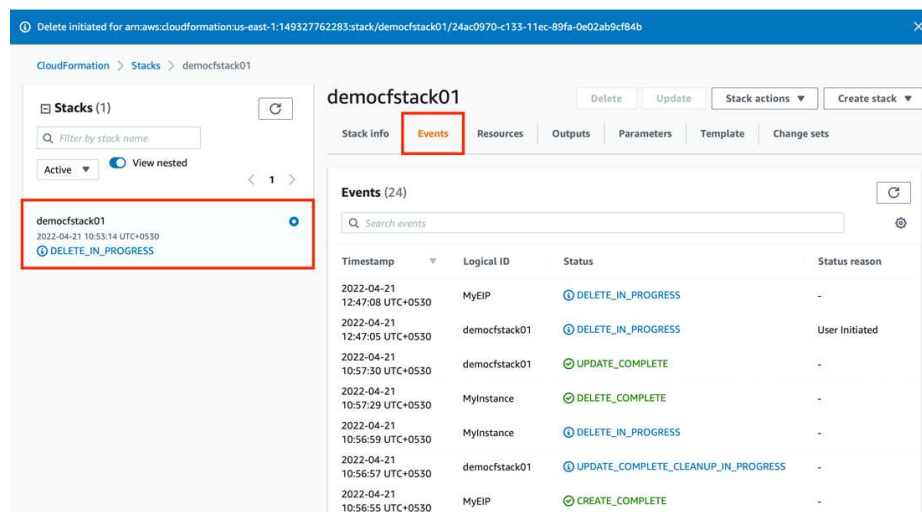 Delete initiated for arn:aws:cloudformation:us-east-1:149327762283:stack/democfstack01/24ac0970-c133-11ec-89fa-0e02ab9cf84b
CloudFormation > Stacks > democfstack01
Stacks (1)
Filter by stack name
Active
View nested
1
democfstack01
2022-04-21 10:53:14 UTC+0530
DELETE_IN_PROGRESS
democfstack01
Delete Update Stack actions Create stack
Stack info Events Resources Outputs Parameters Template Change sets
Events (24)
Search events
Timestamp Logical ID Status Status reason
2022-04-21
12:47:08 UTC+0530 MyEIP DELETE_IN_PROGRESS -
2022-04-21
12:47:05 UTC+0530 democfstack01 DELETE_IN_PROGRESS User Initiated
2022-04-21
10:57:30 UTC+0530 democfstack01 UPDATE_COMPLETE -
2022-04-21
10:57:29 UTC+0530 MyInstance DELETE_COMPLETE -
2022-04-21
10:56:59 UTC+0530 MyInstance DELETE_IN_PROGRESS -
2022-04-21
10:56:57 UTC+0530 democfstack01 UPDATE_COMPLETE_CLEANUP_IN_PROGRESS -
2022-04-21
10:56:55 UTC+0530 MyEIP CREATE_COMPLETE -